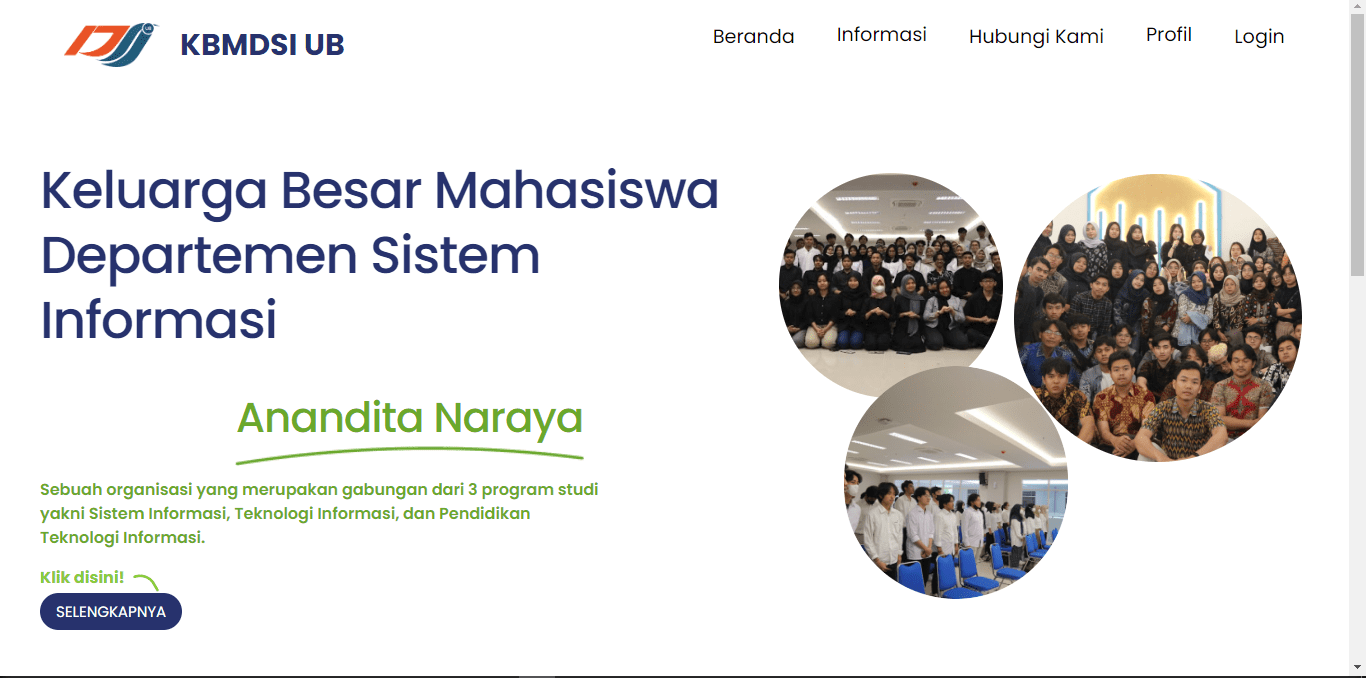 KBMDSI UB
Beranda
Informasi
Hubungi Kami
Profil
Login
Keluarga Besar Mahasiswa
Departemen Sistem
Informasi
Anandita Naraya
Sebuah organisasi yang merupakan gabungan dari 3 program studi
yakni Sistem Informasi, Teknologi Informasi, dan Pendidikan
Teknologi Informasi.
Klik disini!
SELENGKAPNYA